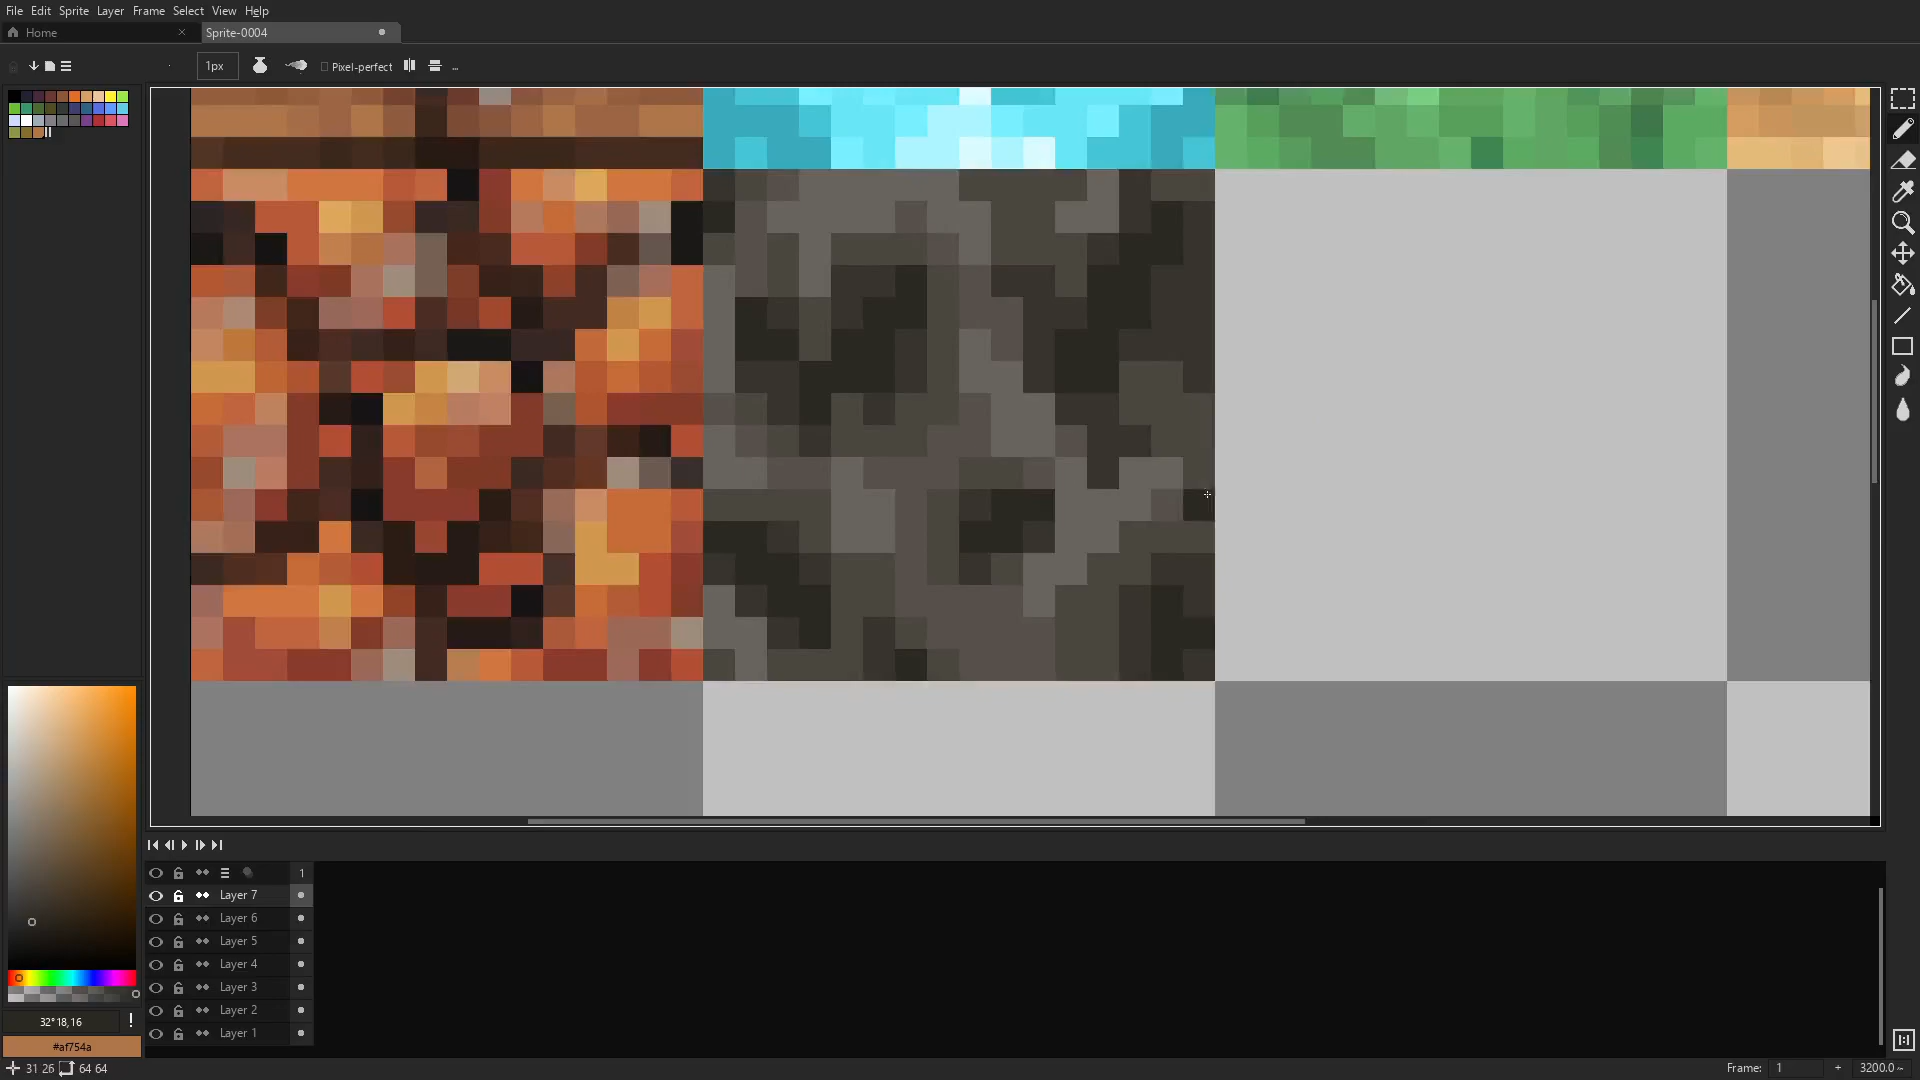 File Edit Sprite Layer Frame Select View Help
Home
Sprite-0004
1px
Pixel-perfect
...
1
Layer 7
Layer 6
Layer 5
Layer 4
Layer 3
Layer 2
Layer 1
32°18,16 !
#af754a
31 26 64 64
Frame: 1 + 3200.0